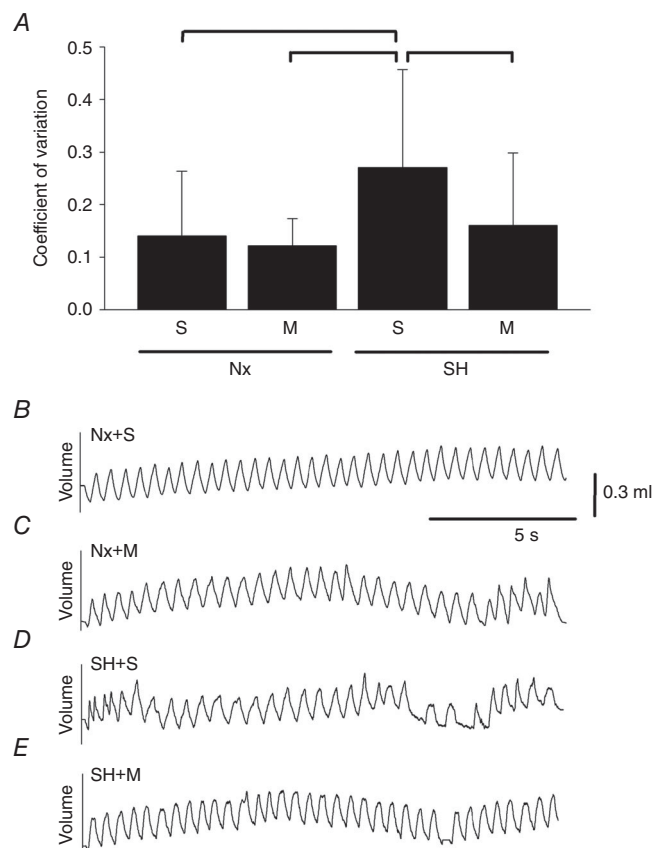 A
0.5
0.4
0.3
0.2
0.1
0.0
Coefficient of variation
S M S M
Nx SH
B
Nx+S
Volume
0.3 ml
5 s
C
Nx+M
Volume
D
SH+S
Volume
E
SH+M
Volume